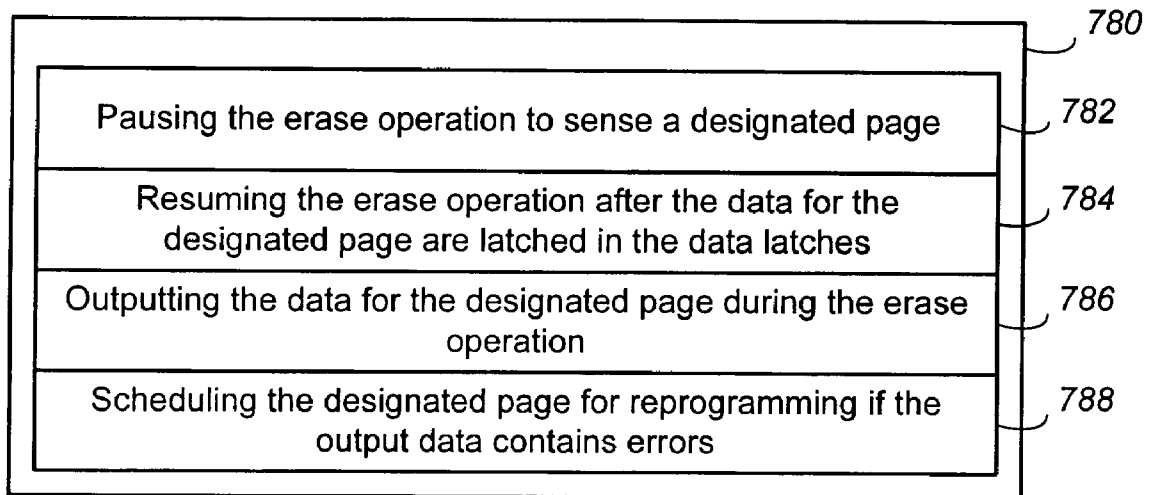 780
Pausing the erase operation to sense a designated page
782
Resuming the erase operation after the data for the
designated page are latched in the data latches
784
Outputting the data for the designated page during the erase
operation
786
Scheduling the designated page for reprogramming if the
output data contains errors
788